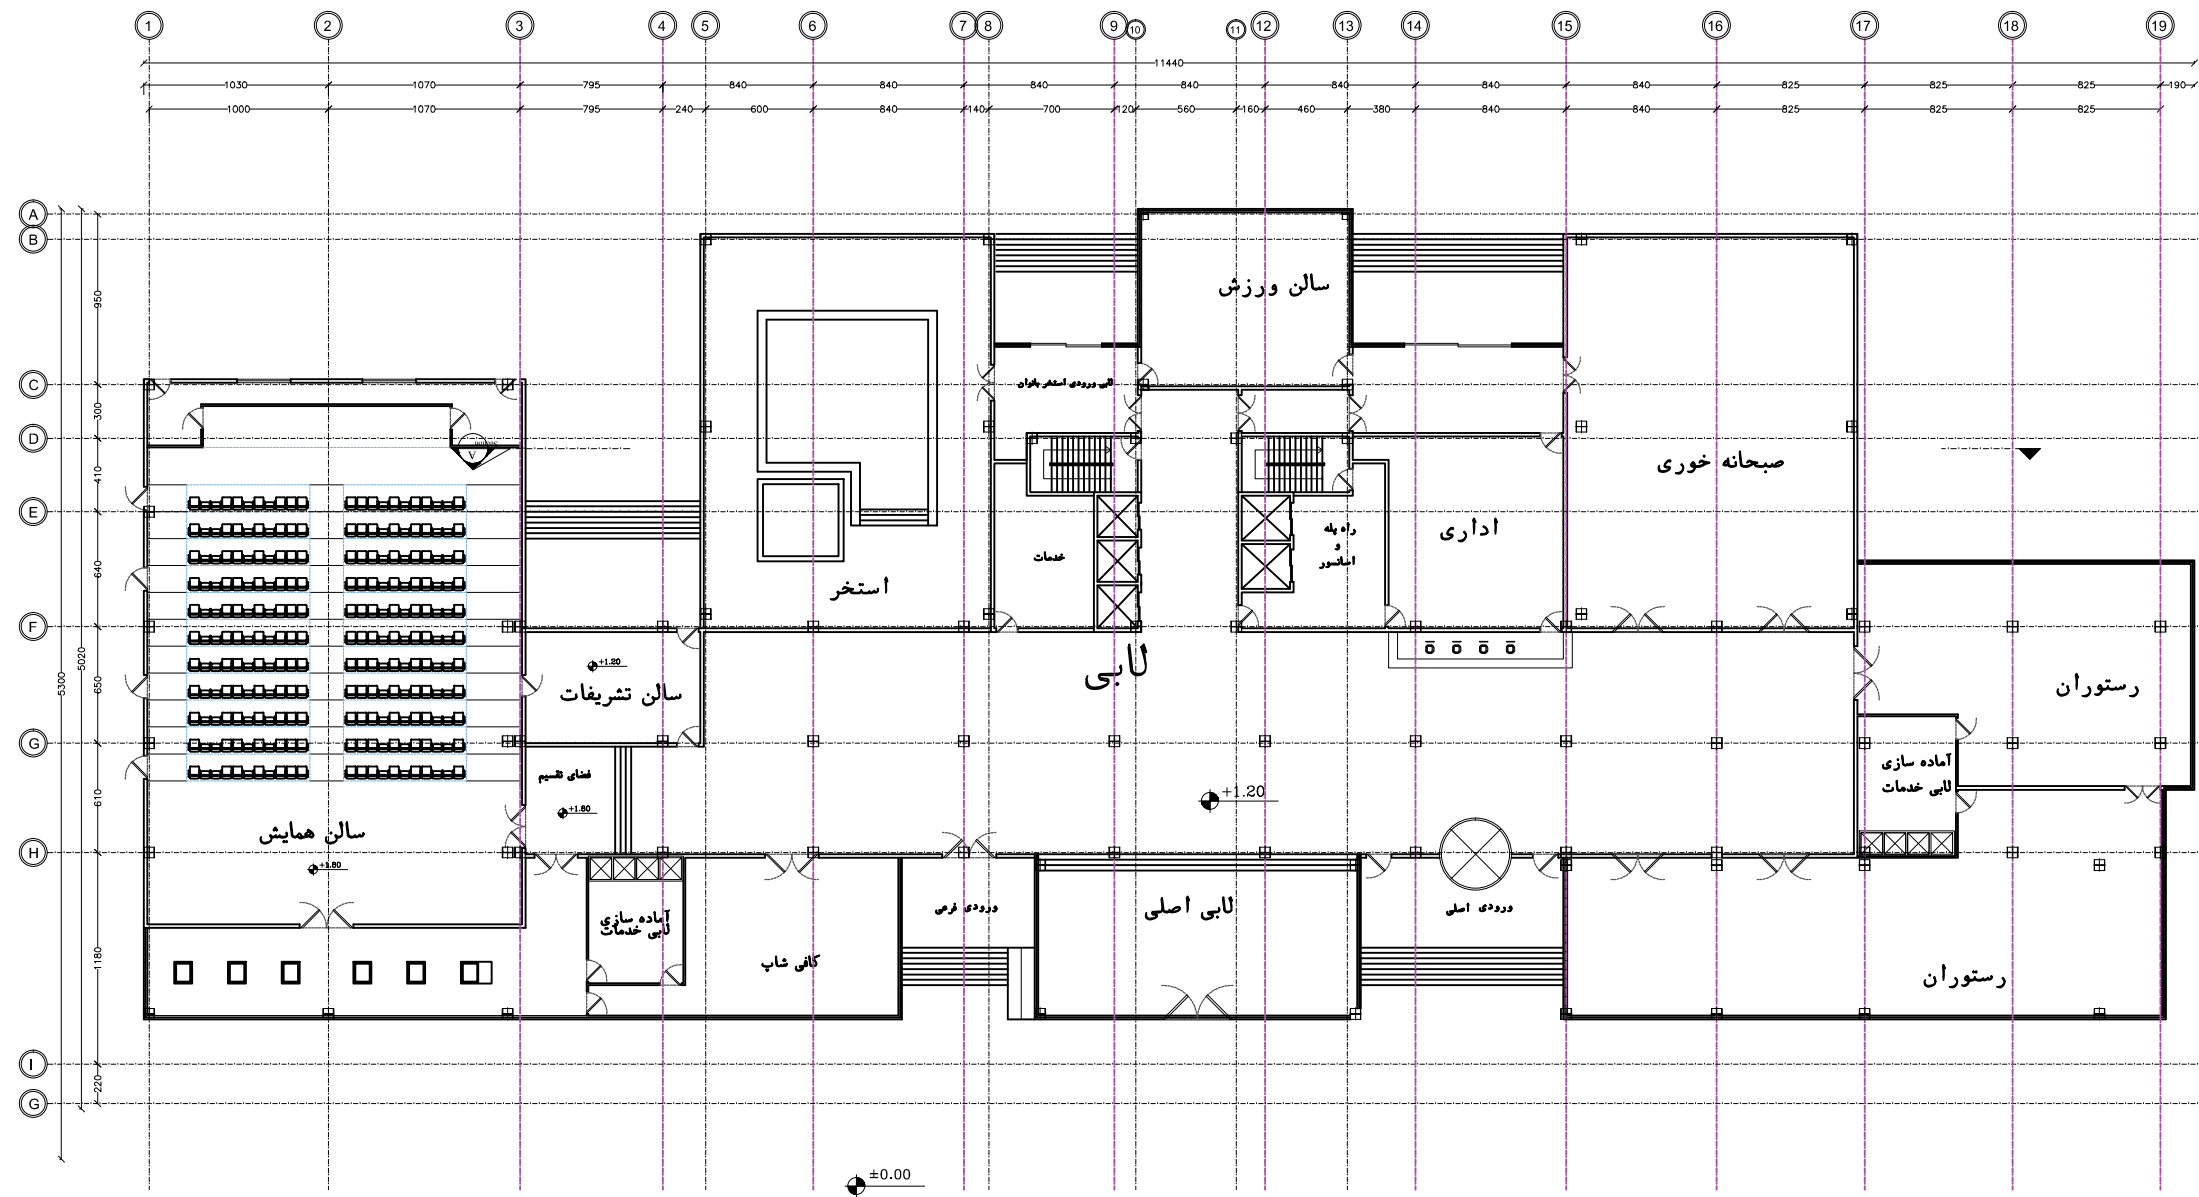 1 2 3 4 5 6 7 8 9 10 11 12 13 14 15 16 17 18 19
11440
1030 1070 795 840 840 840 840 840 840 840 825 825 825 190
1000 1070 795 240 600 840 140 700 120 560 160 460 380 840 840 825 825 825
A
B
C
D
E
F
G
H
I
G
950
300
410
640
650
610
1180
220
5020
5300
سالن ورزش
لابی ورودی استخر بانوان
A
صبحانه خوری
اداری
راه پله
و
آسانسور
خدمات
استخر
لابی
+1.20
سالن تشریفات
رستوران
فضای تقسیم
+1.80
آماده سازی
لابی خدمات
+1.20
سالن همایش
+1.80
آماده سازی
لابی خدمات
ورودی فرعی
لابی اصلی
ورودی اصلی
کافی شاپ
رستوران
±0.00